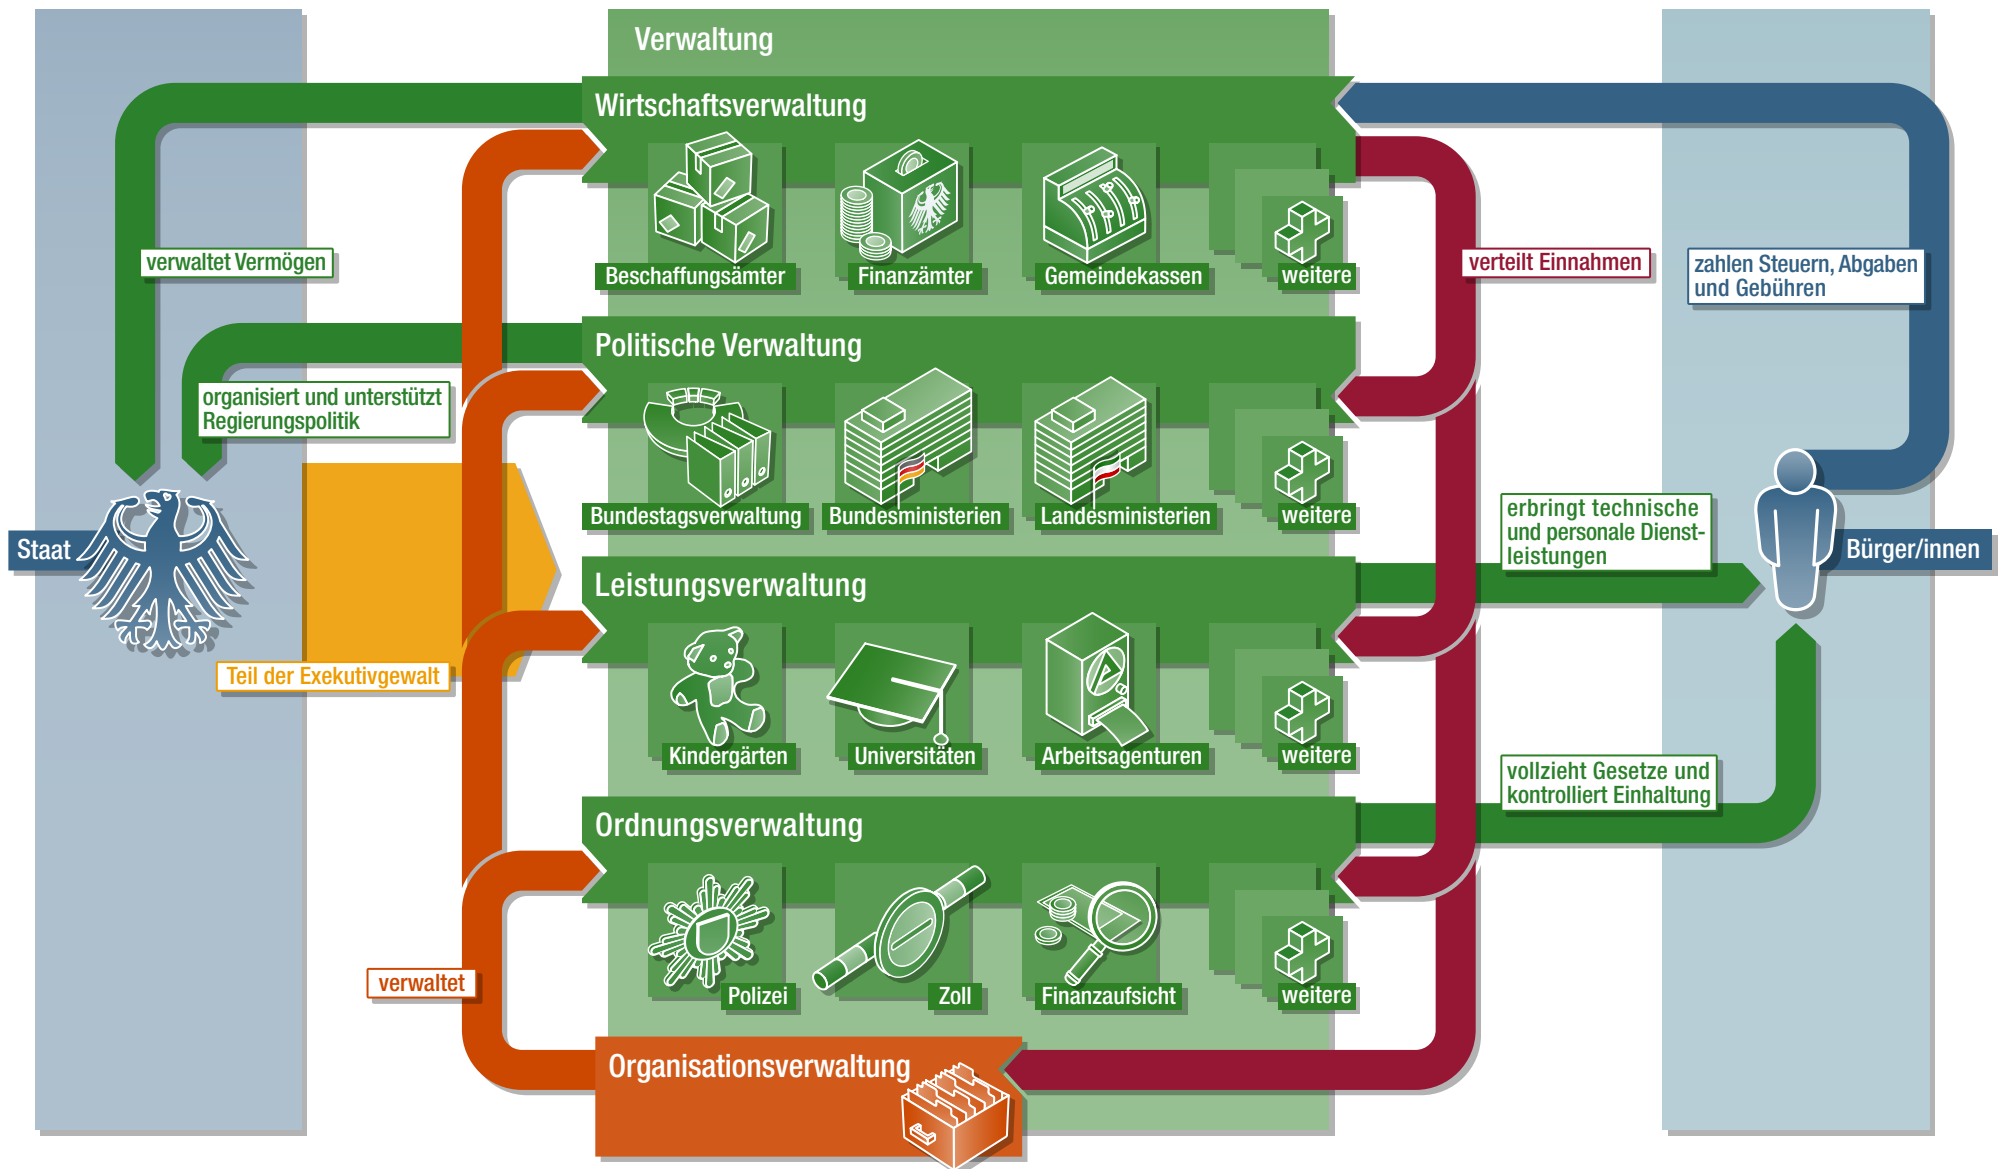 Verwaltung
Wirtschaftsverwaltung
Beschaffungsämter
Finanzämter
Gemeindekassen
weitere
verwaltet Vermögen
verteilt Einnahmen
zahlen Steuern, Abgaben
und Gebühren
Politische Verwaltung
organisiert und unterstützt
Regierungspolitik
Bundestagsverwaltung
Bundesministerien
Landesministerien
weitere
Staat
erbringt technische
und personale Dienst-
leistungen
Bürger/innen
Leistungsverwaltung
Teil der Exekutivgewalt
Kindergärten
Universitäten
Arbeitsagenturen
weitere
vollzieht Gesetze und
kontrolliert Einhaltung
Ordnungsverwaltung
verwaltet
Polizei
Zoll
Finanzaufsicht
weitere
Organisationsverwaltung